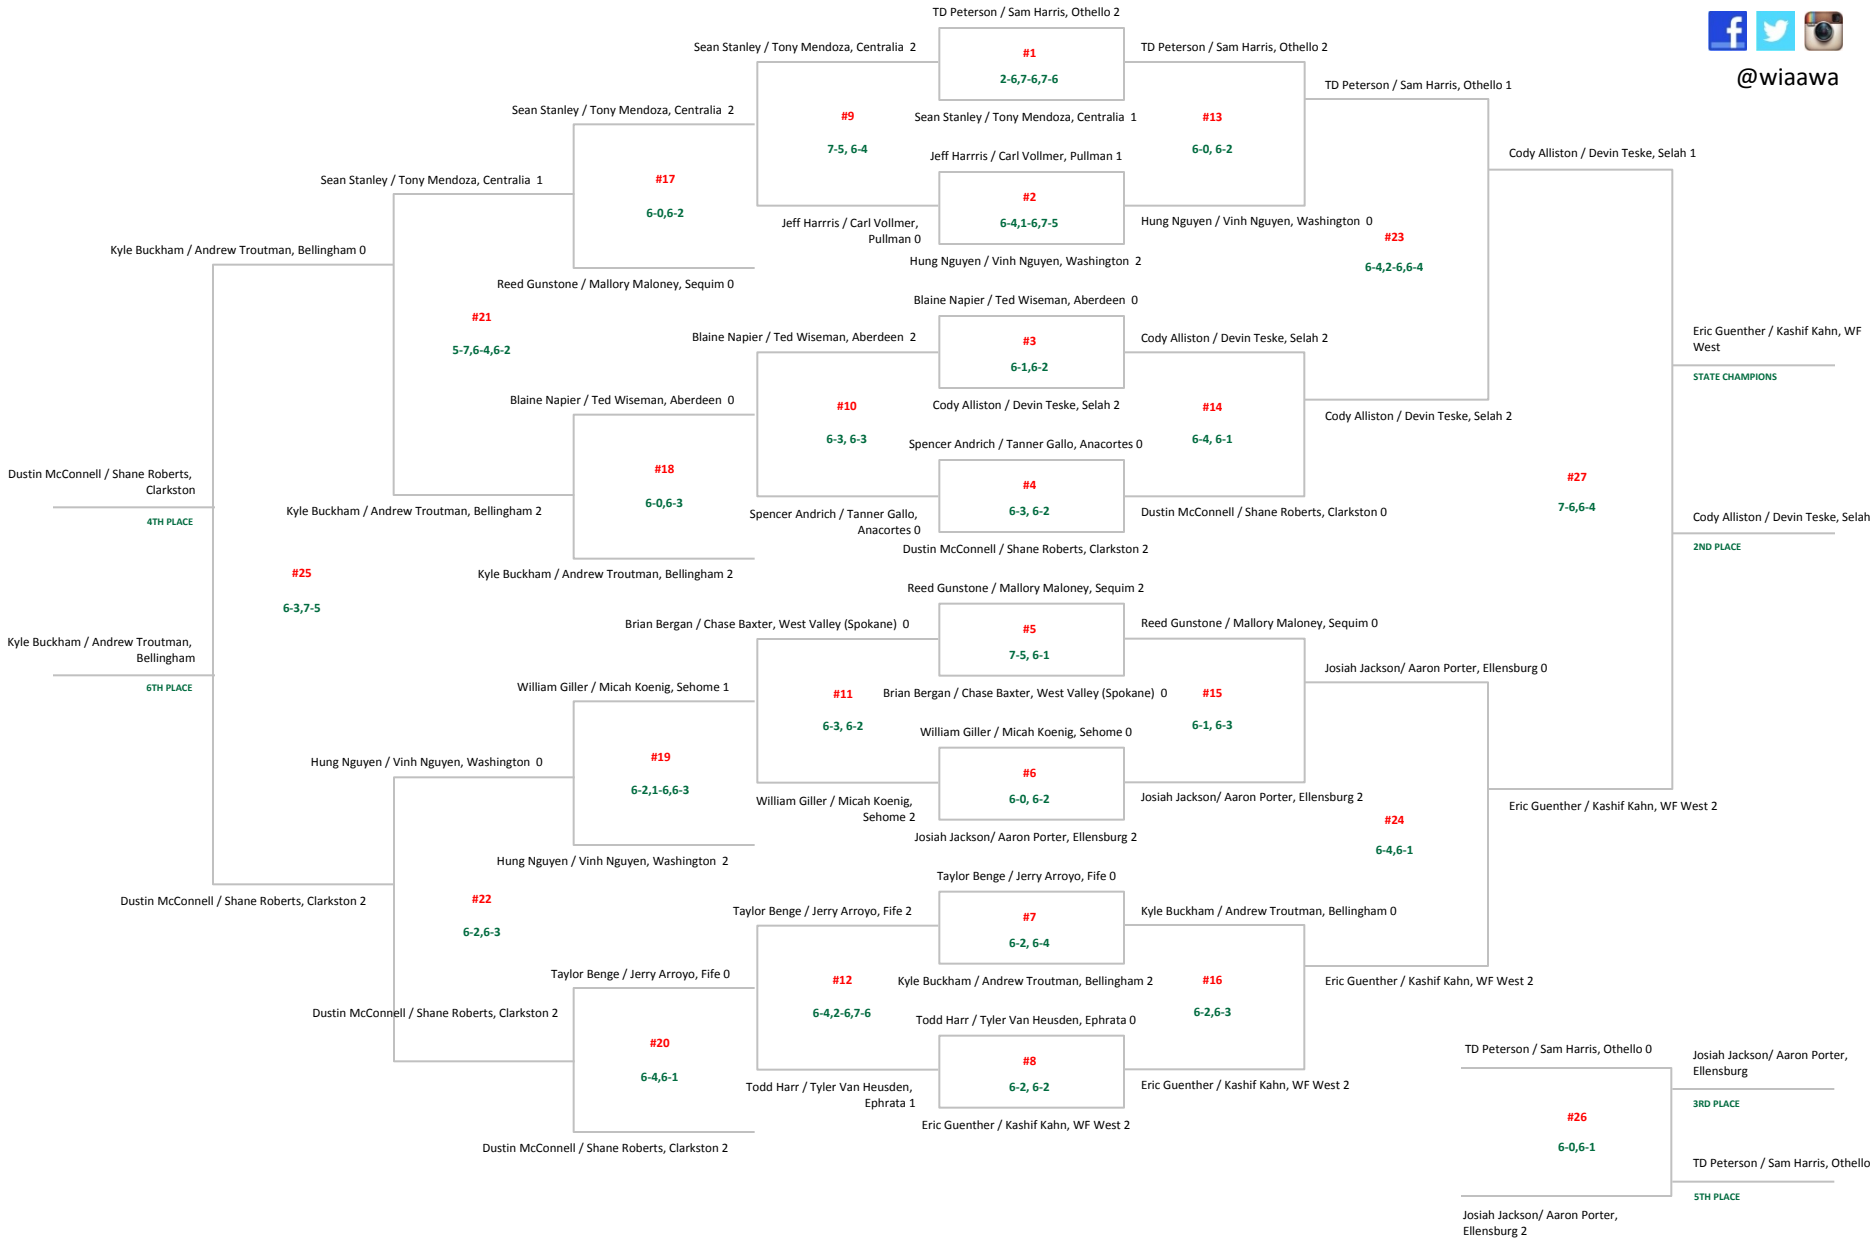 TD Peterson / Sam Harris, Othello 2
Sean Stanley / Tony Mendoza, Centralia 2
#1
TD Peterson / Sam Harris, Othello 2
2-6,7-6,7-6
@wiaawa
TD Peterson / Sam Harris, Othello 1
Sean Stanley / Tony Mendoza, Centralia 2
#9
Sean Stanley / Tony Mendoza, Centralia 1
#13
7-5, 6-4
6-0, 6-2
Cody Alliston / Devin Teske, Selah 1
Jeff Harrris / Carl Vollmer, Pullman 1
Sean Stanley / Tony Mendoza, Centralia 1
#17
#2
6-0,6-2
6-4,1-6,7-5
Jeff Harrris / Carl Vollmer,
Pullman 0
Hung Nguyen / Vinh Nguyen, Washington 0
#23
Kyle Buckham / Andrew Troutman, Bellingham 0
Hung Nguyen / Vinh Nguyen, Washington 2
6-4,2-6,6-4
Reed Gunstone / Mallory Maloney, Sequim 0
Blaine Napier / Ted Wiseman, Aberdeen 0
#21
5-7,6-4,6-2
Blaine Napier / Ted Wiseman, Aberdeen 2
#3
Cody Alliston / Devin Teske, Selah 2
6-1,6-2
Eric Guenther / Kashif Kahn, WF
West
STATE CHAMPIONS
Blaine Napier / Ted Wiseman, Aberdeen 0
#10
Cody Alliston / Devin Teske, Selah 2
#14
Cody Alliston / Devin Teske, Selah 2
6-3, 6-3
Spencer Andrich / Tanner Gallo, Anacortes 0
6-4, 6-1
Dustin McConnell / Shane Roberts,
Clarkston
4TH PLACE
#18
#4
#27
6-0,6-3
6-3, 6-2
7-6,6-4
Kyle Buckham / Andrew Troutman, Bellingham 2
Spencer Andrich / Tanner Gallo,
Anacortes 0
Dustin McConnell / Shane Roberts, Clarkston 0
Cody Alliston / Devin Teske, Selah
2ND PLACE
Dustin McConnell / Shane Roberts, Clarkston 2
#25
Kyle Buckham / Andrew Troutman, Bellingham 2
Reed Gunstone / Mallory Maloney, Sequim 2
6-3,7-5
Brian Bergan / Chase Baxter, West Valley (Spokane) 0
#5
Reed Gunstone / Mallory Maloney, Sequim 0
7-5, 6-1
Kyle Buckham / Andrew Troutman,
Bellingham
6TH PLACE
Josiah Jackson/ Aaron Porter, Ellensburg 0
William Giller / Micah Koenig, Sehome 1
#11
Brian Bergan / Chase Baxter, West Valley (Spokane) 0
#15
6-3, 6-2
William Giller / Micah Koenig, Sehome 0
6-1, 6-3
Hung Nguyen / Vinh Nguyen, Washington 0
#19
#6
6-2,1-6,6-3
6-0, 6-2
William Giller / Micah Koenig,
Sehome 2
Josiah Jackson/ Aaron Porter, Ellensburg 2
Eric Guenther / Kashif Kahn, WF West 2
#24
Josiah Jackson/ Aaron Porter, Ellensburg 2
6-4,6-1
Hung Nguyen / Vinh Nguyen, Washington 2
Taylor Benge / Jerry Arroyo, Fife 0
Dustin McConnell / Shane Roberts, Clarkston 2
#22
6-2,6-3
Taylor Benge / Jerry Arroyo, Fife 2
#7
Kyle Buckham / Andrew Troutman, Bellingham 0
6-2, 6-4
Taylor Benge / Jerry Arroyo, Fife 0
#12
Kyle Buckham / Andrew Troutman, Bellingham 2
#16
Eric Guenther / Kashif Kahn, WF West 2
6-4,2-6,7-6
6-2,6-3
Dustin McConnell / Shane Roberts, Clarkston 2
Todd Harr / Tyler Van Heusden, Ephrata 0
#20
#8
6-4,6-1
6-2, 6-2
Todd Harr / Tyler Van Heusden,
Ephrata 1
Eric Guenther / Kashif Kahn, WF West 2
Eric Guenther / Kashif Kahn, WF West 2
Dustin McConnell / Shane Roberts, Clarkston 2
TD Peterson / Sam Harris, Othello 0
Josiah Jackson/ Aaron Porter,
Ellensburg
3RD PLACE
#26
6-0,6-1
TD Peterson / Sam Harris, Othello
5TH PLACE
Josiah Jackson/ Aaron Porter,
Ellensburg 2